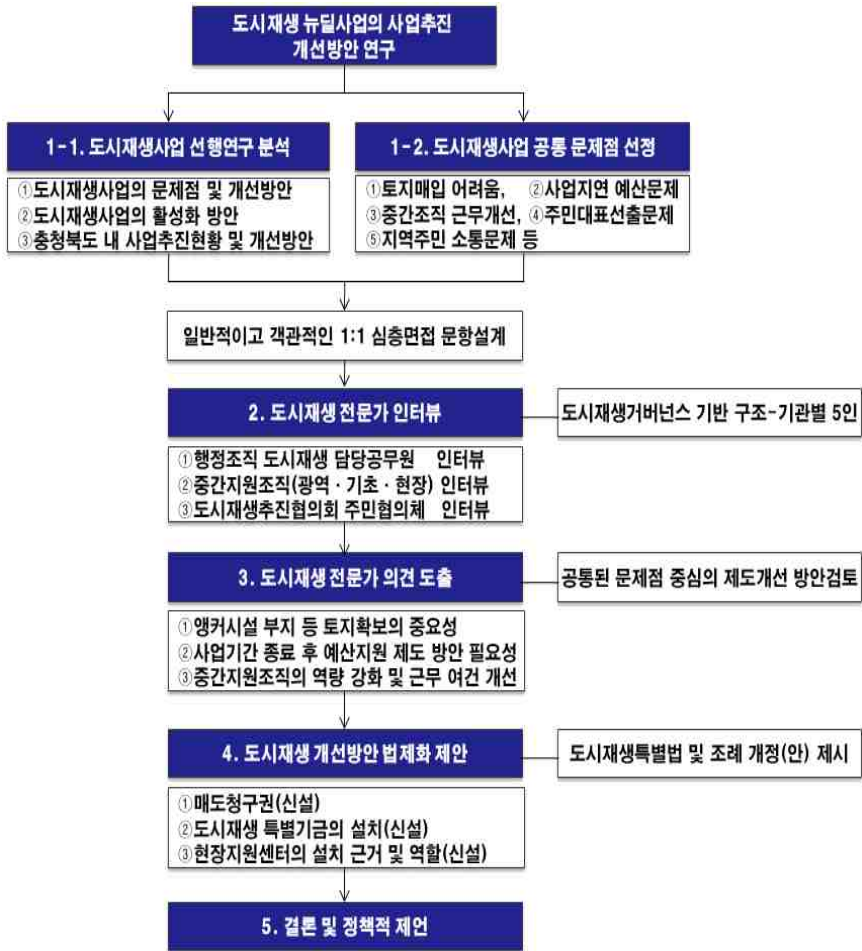 도시재생 뉴딜사업의 사업추진
개선방안 연구
1-1. 도시재생사업 선행연구 분석
①도시재생사업의 문제점 및 개선방안
②도시재생사업의 활성화 방안
③충청북도 내 사업추진현황 및 개선방안
1-2. 도시재생사업 공통 문제점 선정
①토지매입 어려움, ②사업지연 예산문제
③중간조직 근무개선, ④주민대표선출문제
⑤지역주민 소통문제 등
일반적이고 객관적인 1:1 심층면접 문항설계
2. 도시재생 전문가 인터뷰
도시재생거버넌스 기반 구조-기관별 5인
①행정조직 도시재생 담당공무원 인터뷰
②중간지원조직(광역·기초·현장) 인터뷰
③도시재생추진협의회 주민협의체 인터뷰
3. 도시재생 전문가 의견 도출
공통된 문제점 중심의 제도개선 방안검토
①앵커시설 부지 등 토지확보의 중요성
②사업기간 종료 후 예산지원 제도 방안 필요성
③중간지원조직의 역량 강화 및 근무 여건 개선
4. 도시재생 개선방안 법제화 제안
도시재생특별법 및 조례 개정(안) 제시
①매도청구권(신설)
②도시재생 특별기금의 설치(신설)
③현장지원센터의 설치 근거 및 역할(신설)
5. 결론 및 정책적 제언